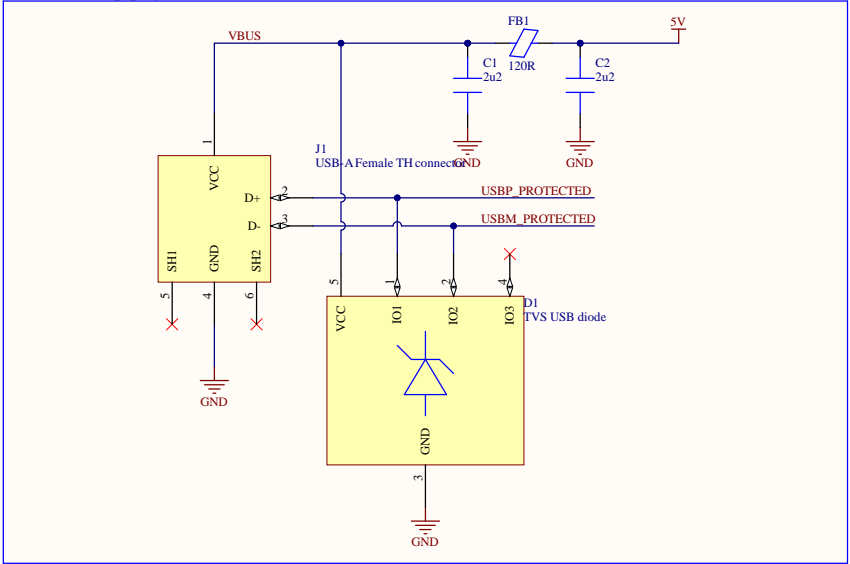 FB1
5V
VBUS
C1
2u2
120R
C2
2u2
1
J1
USB-A Female TH connector
GND
GND
VCC
D+
2
USBP_PROTECTED
D-
3
USBM_PROTECTED
SH1
GND
SH2
5
4
6
5
1
2
4
D1
TVS USB diode
VCC
IO1
IO2
IO3
GND
GND
3
GND